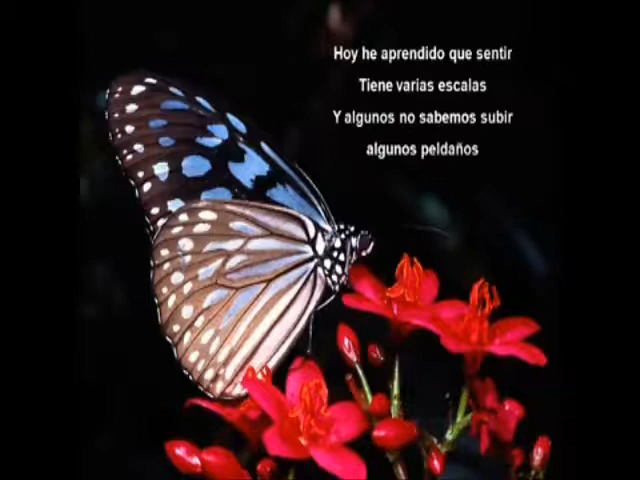 Hoy he aprendido que sentir
Tiene varias escalas
Y algunos no sabemos subir
algunos peldaños